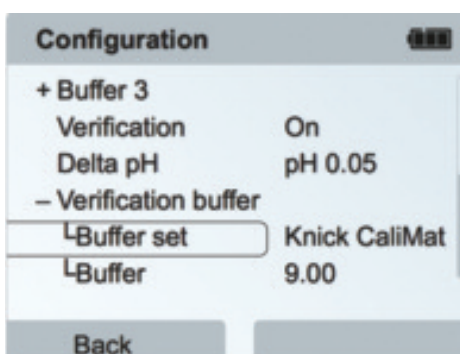 Configuration
+ Buffer 3
Verification On
Delta pH pH 0.05
– Verification buffer
└Buffer set Knick CaliMat
└Buffer 9.00
Back